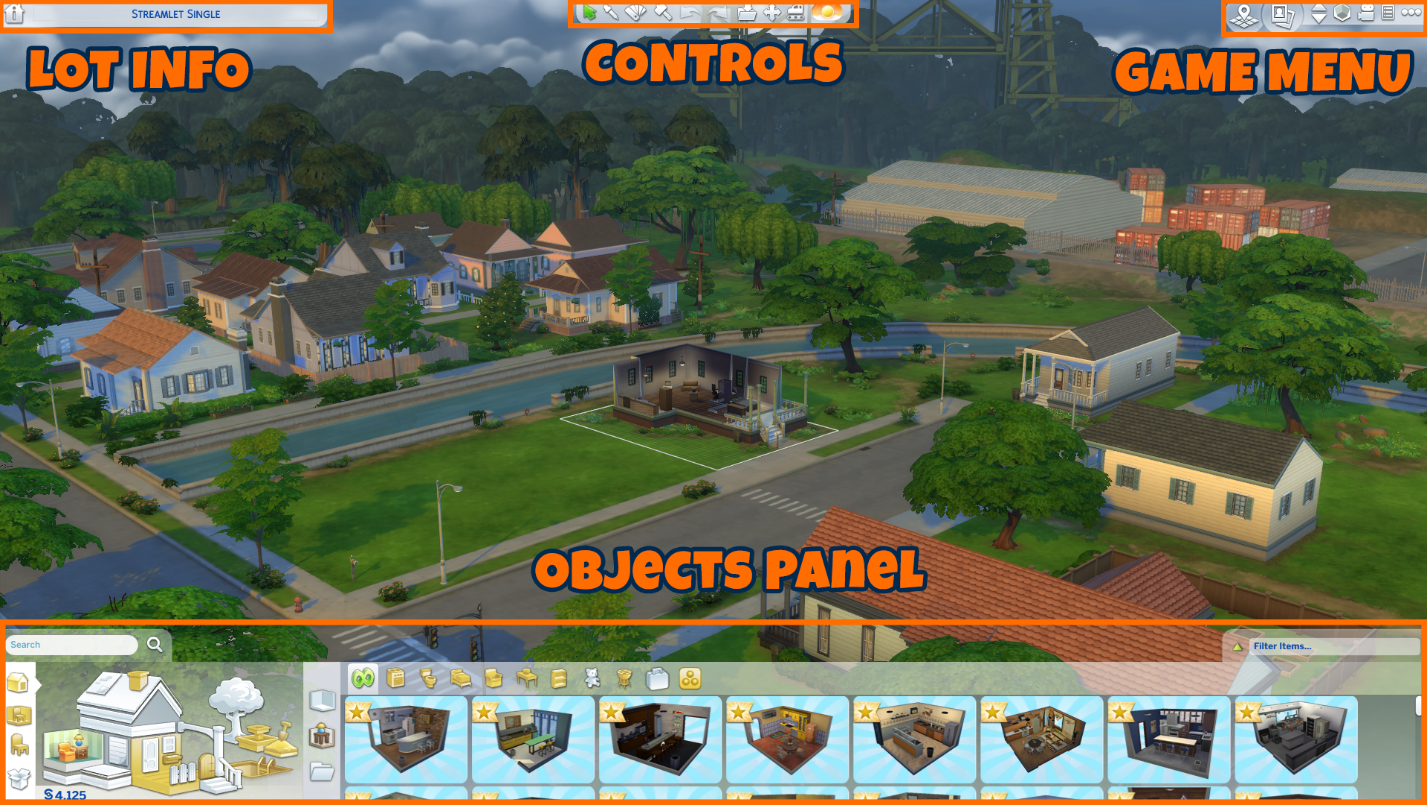 STREAMLET SINGLE
LOT INFO
CONTROLS
GAME MENU
OBJECTS PANEL
Search
Filter Items...
§4,125